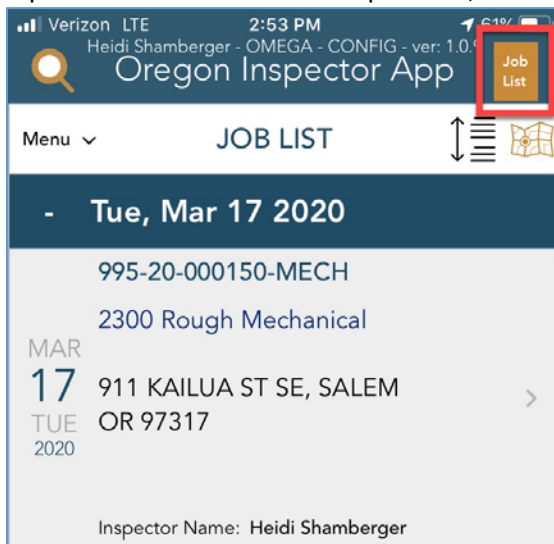 Verizon LTE 2:53 PM 61%
Heidi Shamberger - OMEGA - CONFIG - ver: 1.0.
Oregon Inspector App
Job
List
Menu JOB LIST
- Tue, Mar 17 2020
995-20-000150-MECH
2300 Rough Mechanical
MAR
17
TUE
2020
911 KAILUA ST SE, SALEM
OR 97317
Inspector Name: Heidi Shamberger